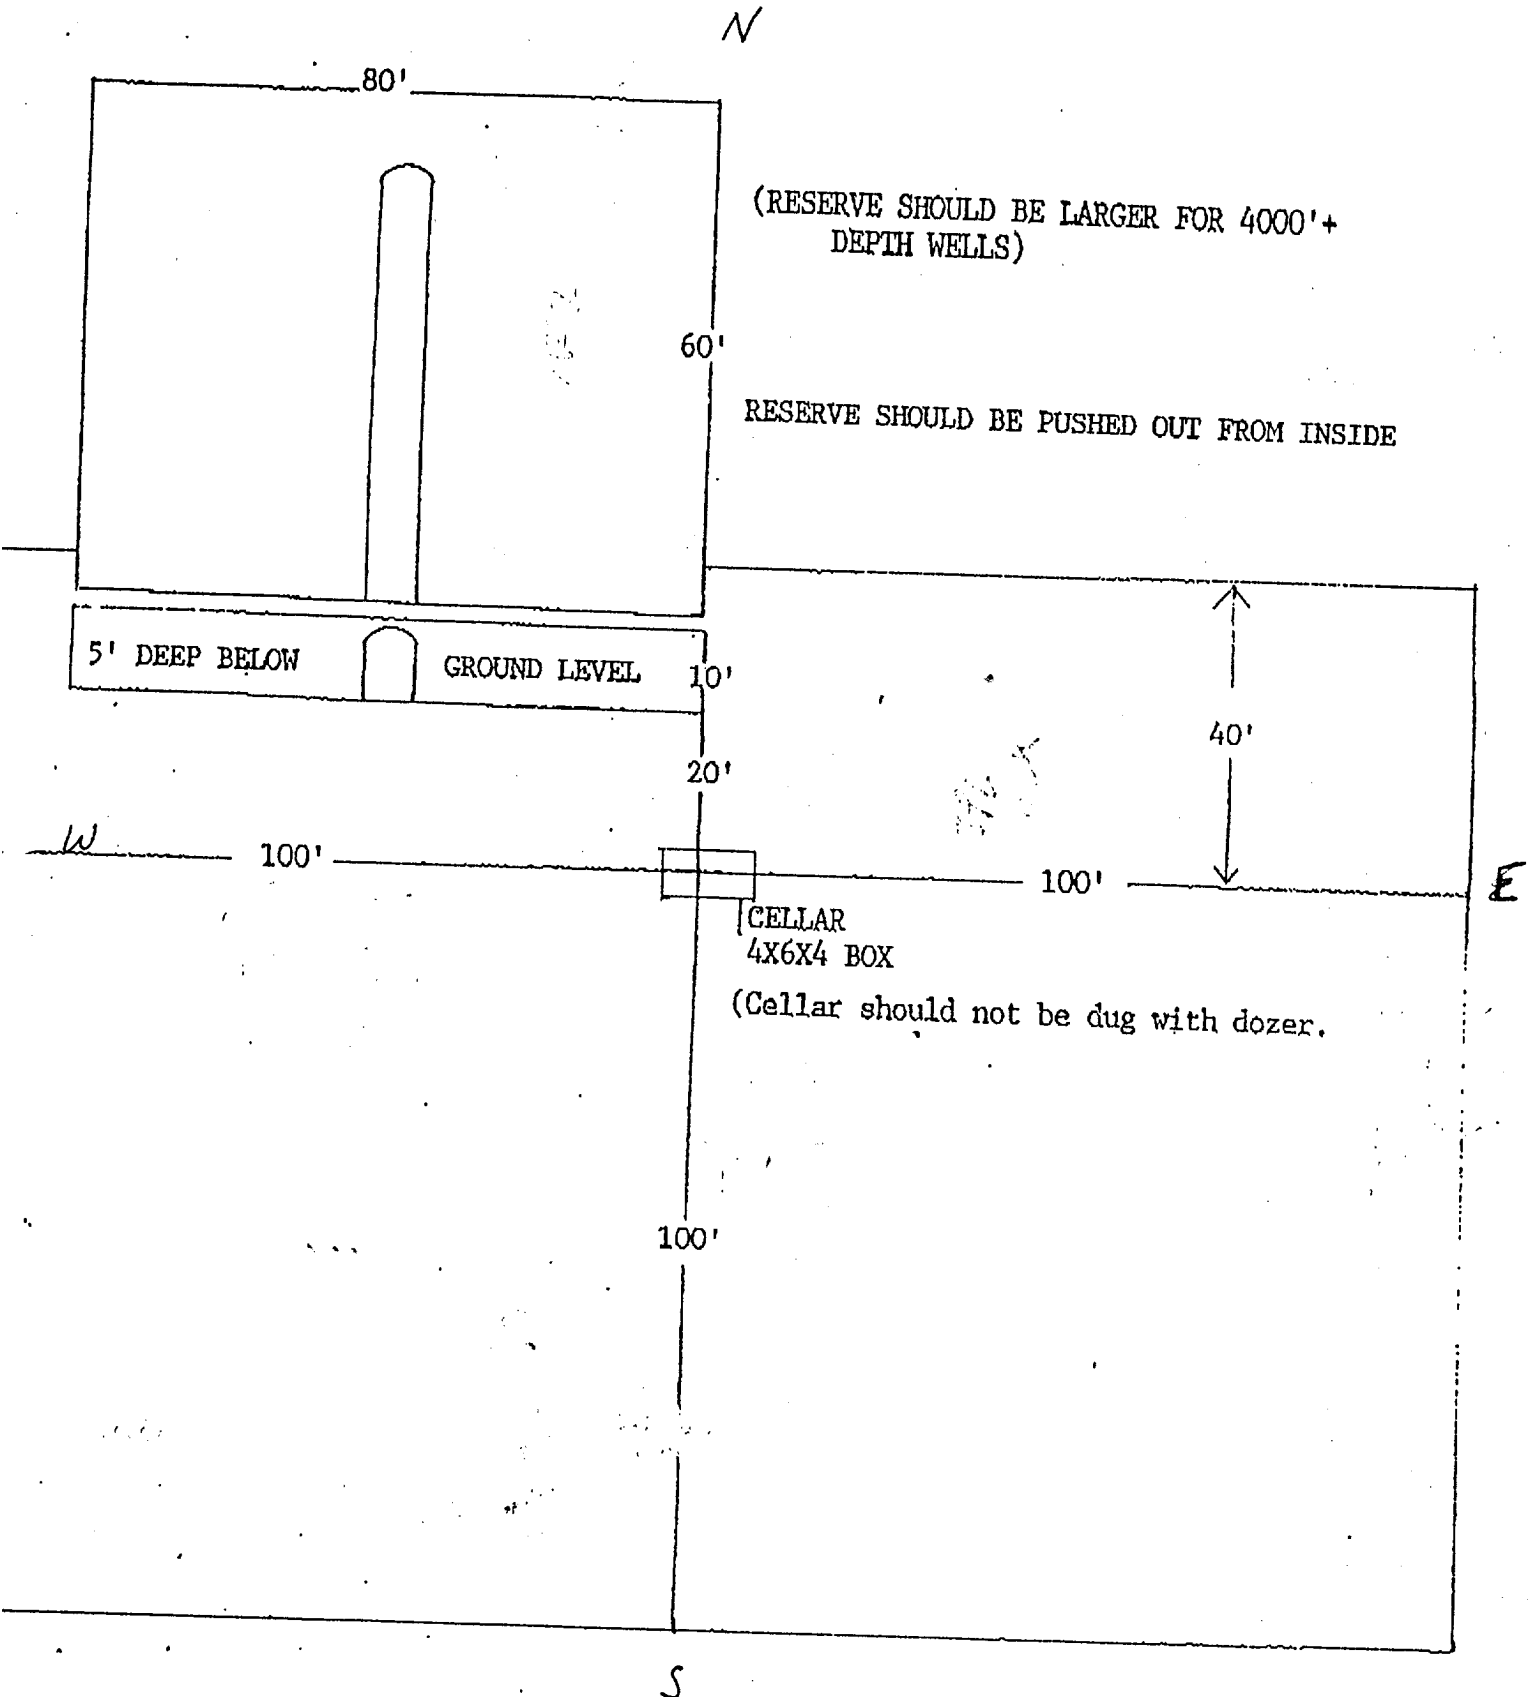 N
80'
(RESERVE SHOULD BE LARGER FOR 4000'+
DEPTH WELLS)
60'
RESERVE SHOULD BE PUSHED OUT FROM INSIDE
5' DEEP BELOW GROUND LEVEL 10'
40'
20'
W 100' 100' E
CELLAR
4X6X4 BOX
(Cellar should not be dug with dozer.
100'
S